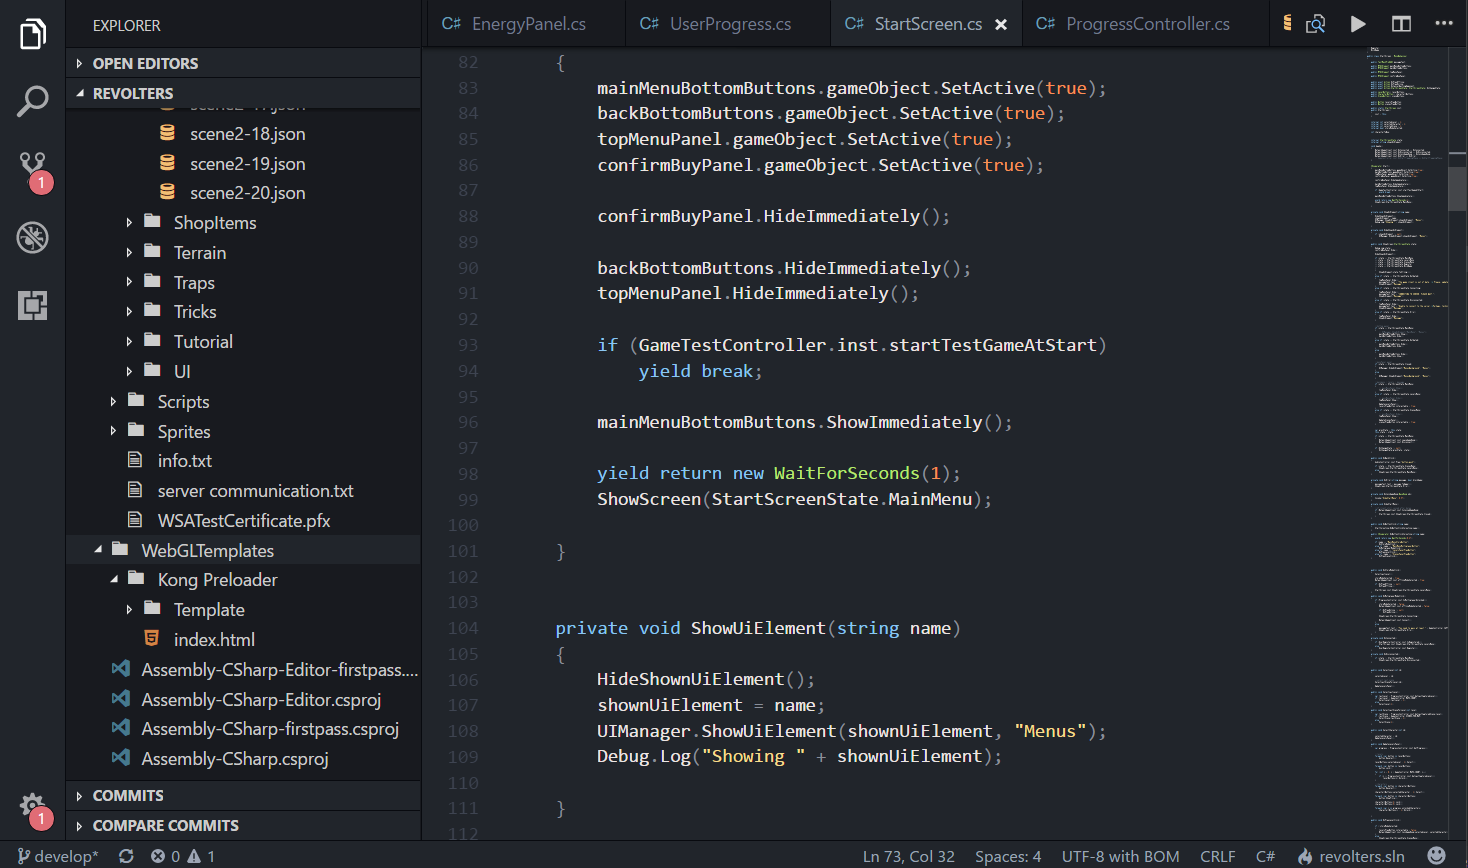 EXPLORER
OPEN EDITORS
REVOLTERS
scene2-18.json
scene2-19.json
scene2-20.json
ShopItems
Terrain
Traps
Tricks
Tutorial
UI
Scripts
Sprites
info.txt
server communication.txt
WSATestCertificate.pfx
WebGLTemplates
Kong Preloader
Template
index.html
Assembly-CSharp-Editor-firstpass....
Assembly-CSharp-Editor.csproj
Assembly-CSharp-firstpass.csproj
Assembly-CSharp.csproj
COMMITS
COMPARE COMMITS
1
1
C# EnergyPanel.cs
C# UserProgress.cs
C# StartScreen.cs ×
C# ProgressController.cs
82 {
83 mainMenuBottomButtons.gameObject.SetActive(true);
84 backBottomButtons.gameObject.SetActive(true);
85 topMenuPanel.gameObject.SetActive(true);
86 confirmBuyPanel.gameObject.SetActive(true);
87
88 confirmBuyPanel.HideImmediately();
89
90 backBottomButtons.HideImmediately();
91 topMenuPanel.HideImmediately();
92
93 if (GameTestController.inst.startTestGameAtStart)
94 yield break;
95
96 mainMenuBottomButtons.ShowImmediately();
97
98 yield return new WaitForSeconds(1);
99 ShowScreen(StartScreenState.MainMenu);
100
101 }
102
103
104 private void ShowUiElement(string name)
105 {
106 HideShownUiElement();
107 shownUiElement = name;
108 UIManager.ShowUiElement(shownUiElement, "Menus");
109 Debug.Log("Showing " + shownUiElement);
110
111 }
112
develop* 0 1
Ln 73, Col 32 Spaces: 4 UTF-8 with BOM CRLF C# revolters.sln